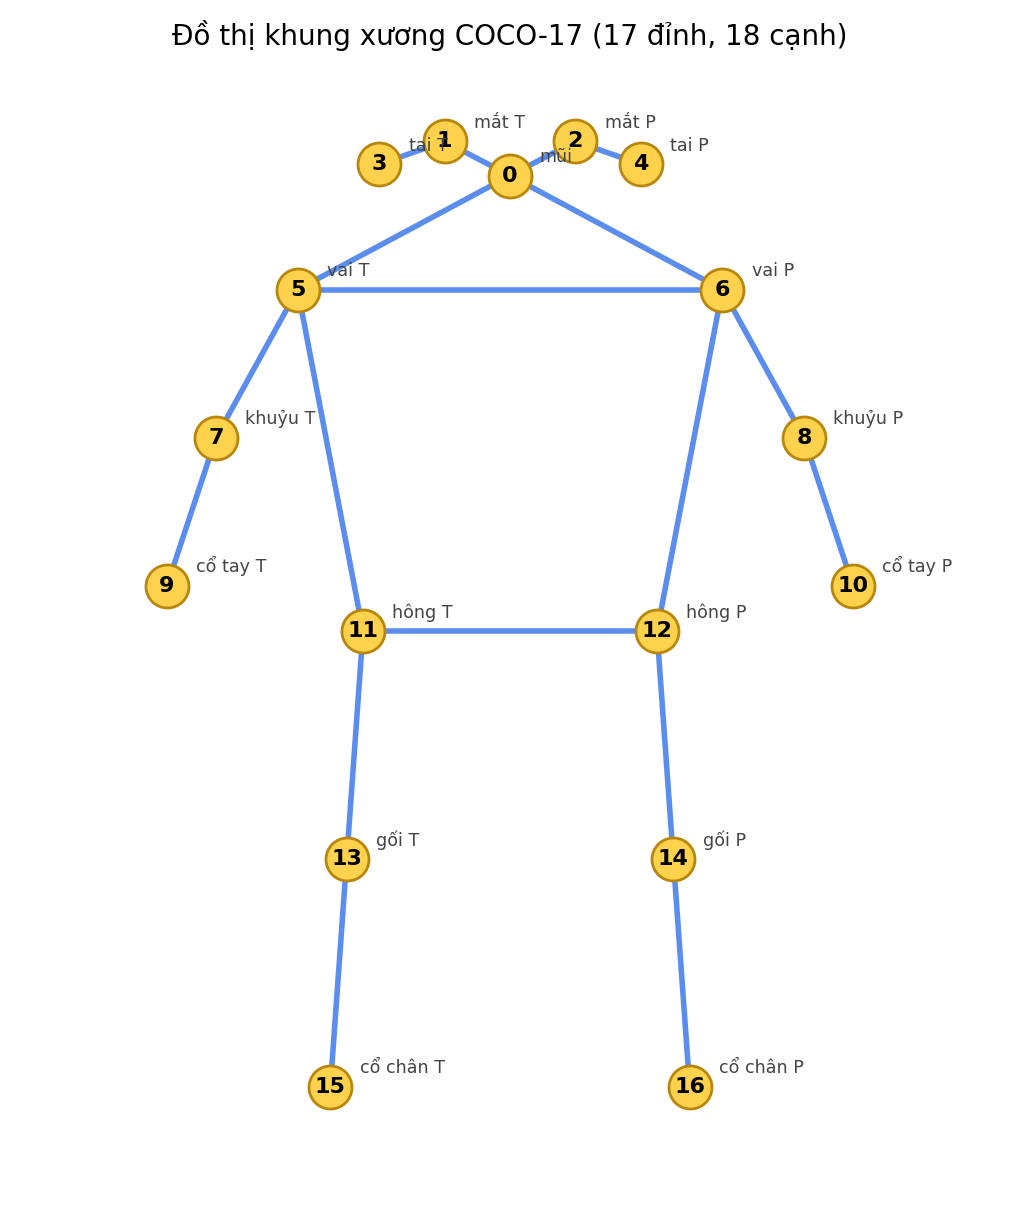 Đồ thị khung xương COCO-17 (17 đỉnh, 18 cạnh)
mắt T
mắt P
1
2
tai T
tai P
mũi
3
4
0
vai T
vai P
5
6
khuỷu T
khuỷu P
7
8
cổ tay T
cổ tay P
9
10
hông T
hông P
11
12
gối T
gối P
13
14
cổ chân T
cổ chân P
15
16